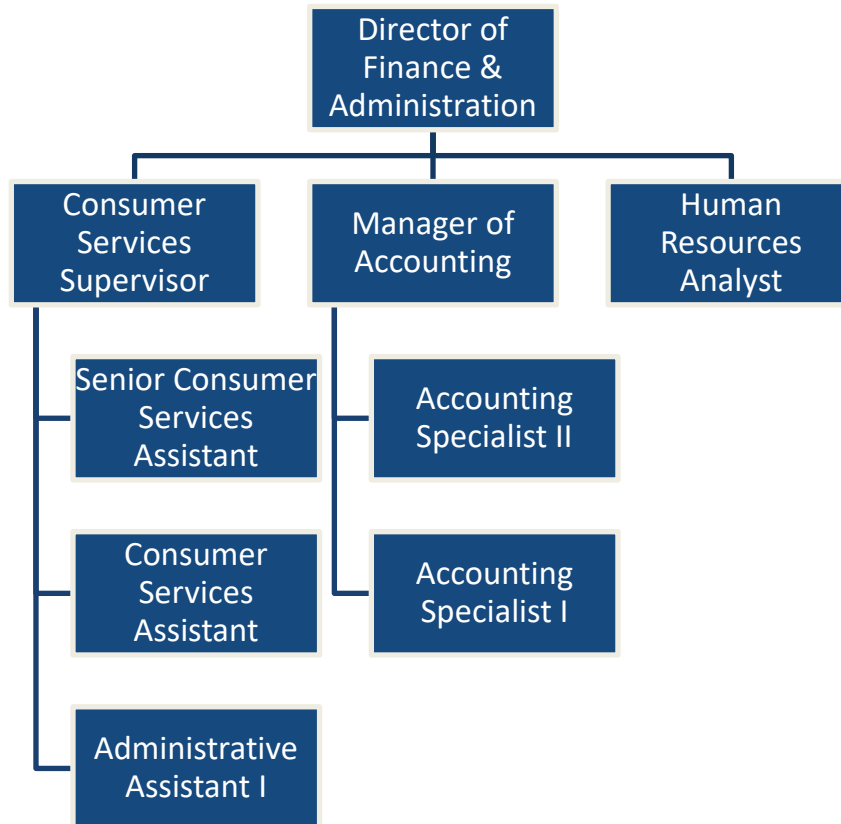 Director of
Finance &
Administration
Consumer
Services
Supervisor
Manager of
Accounting
Human
Resources
Analyst
Senior Consumer
Services
Assistant
Accounting
Specialist II
Consumer
Services
Assistant
Accounting
Specialist I
Administrative
Assistant I